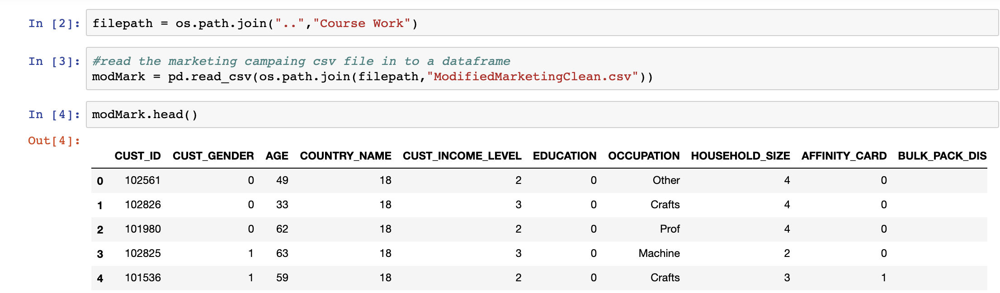 In [2]: filepath = os.path.join("..","Course Work")
In [3]: #read the marketing campaing csv file in to a dataframe
modMark = pd.read_csv(os.path.join(filepath,"ModifiedMarketingClean.csv"))
In [4]: modMark.head()
Out[4]:
CUST_ID CUST_GENDER AGE COUNTRY_NAME CUST_INCOME_LEVEL EDUCATION OCCUPATION HOUSEHOLD_SIZE AFFINITY_CARD BULK_PACK_DIS
0 102561 0 49 18 2 0 Other 4 0
1 102826 0 33 18 3 0 Crafts 4 0
2 101980 0 62 18 2 0 Prof 4 0
3 102825 1 63 18 3 0 Machine 2 0
4 101536 1 59 18 2 0 Crafts 3 1